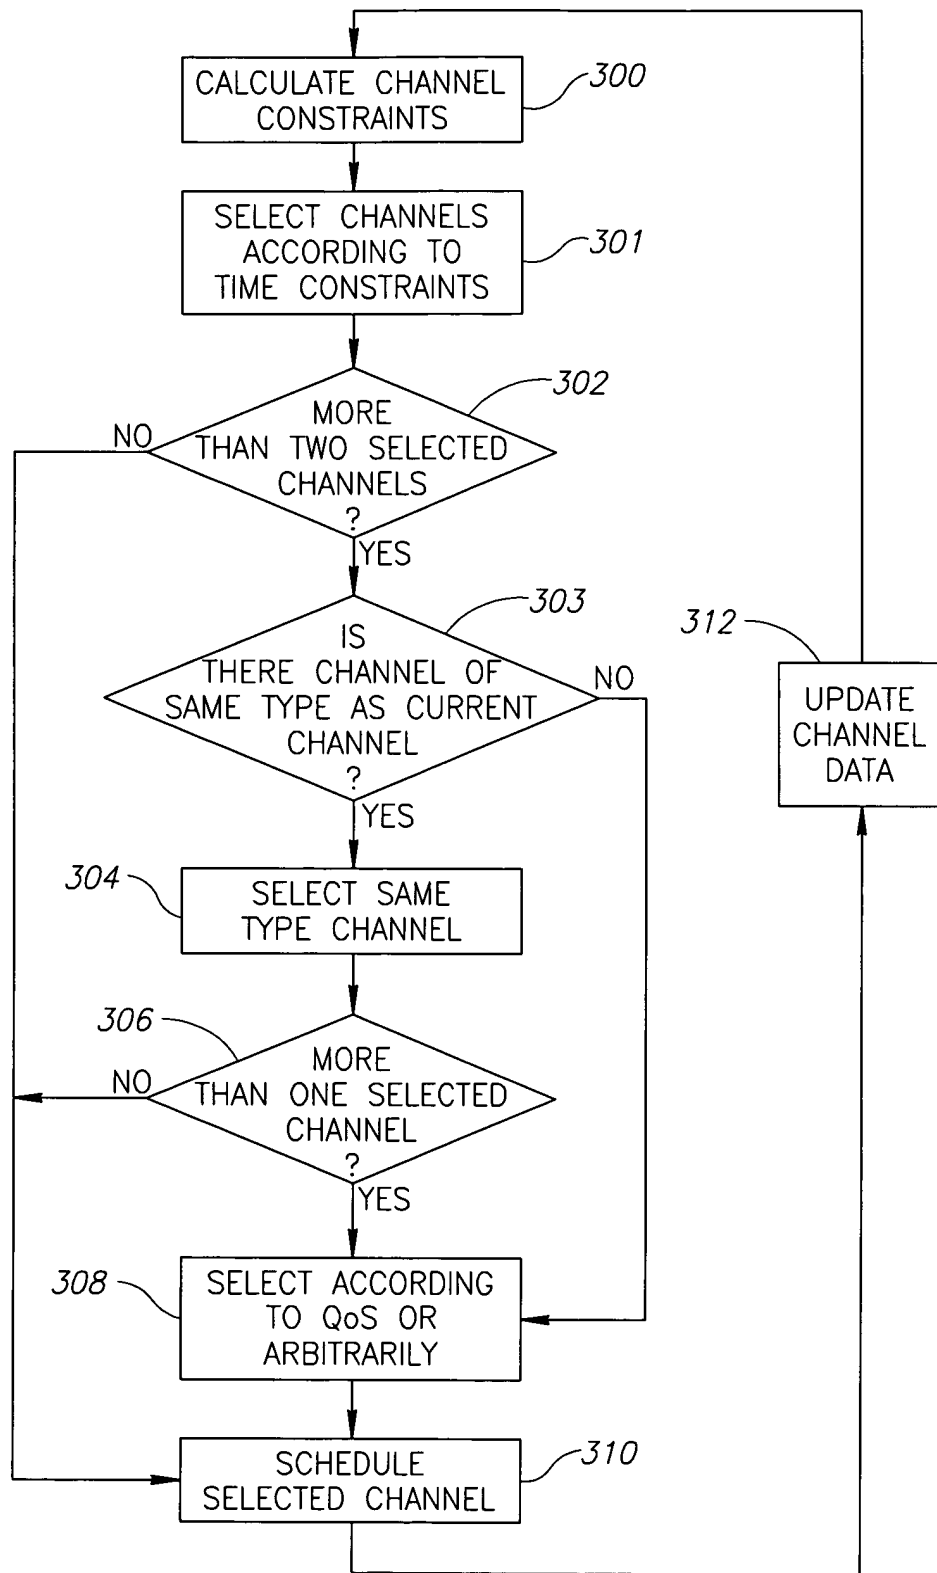 CALCULATE CHANNEL
CONSTRAINTS
300
SELECT CHANNELS
ACCORDING TO
TIME CONSTRAINTS
301
302
MORE
THAN TWO SELECTED
CHANNELS
?
NO
YES
303
IS
THERE CHANNEL OF
SAME TYPE AS CURRENT
CHANNEL
?
NO
YES
312
UPDATE
CHANNEL
DATA
304
SELECT SAME
TYPE CHANNEL
306
MORE
THAN ONE SELECTED
CHANNEL
?
NO
YES
308
SELECT ACCORDING
TO QoS OR
ARBITRARILY
SCHEDULE
SELECTED CHANNEL
310